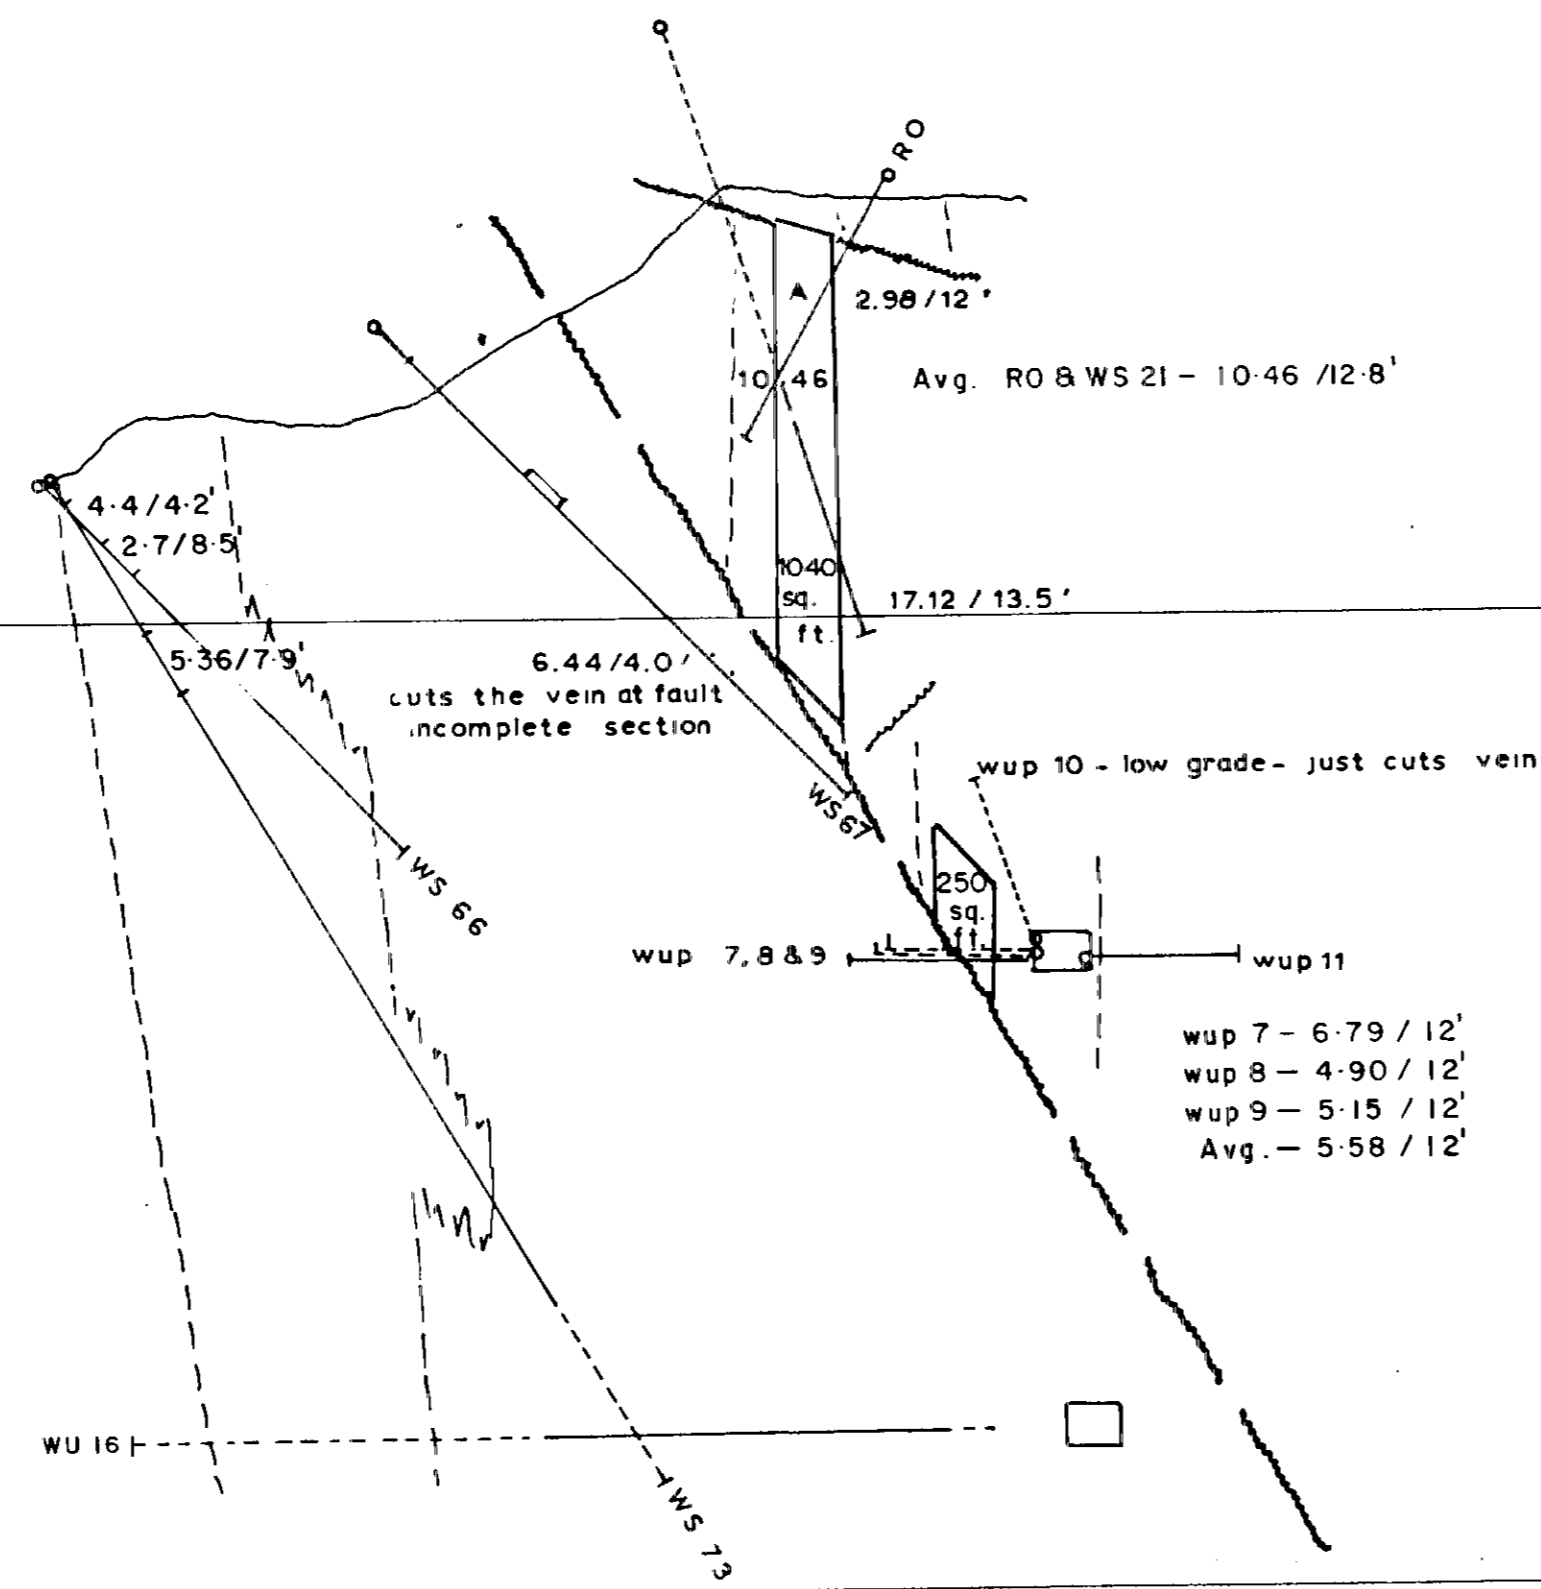 RO
2.98 / 12'
10.46
Avg. RO & WS 21 - 10.46 / 12.8'
4.4 / 4.2'
2.7 / 8.5'
1040
sq.
ft.
17.12 / 13.5'
5.36 / 7.9'
6.44 / 4.0'
cuts the vein at fault
incomplete section
wup 10 - low grade - just cuts vein
WS 67
WS 66
250
sq.
ft.
wup 7, 8 & 9
wup 11
wup 7 - 6.79 / 12'
wup 8 - 4.90 / 12'
wup 9 - 5.15 / 12'
Avg. - 5.58 / 12'
WU 16
WS 73